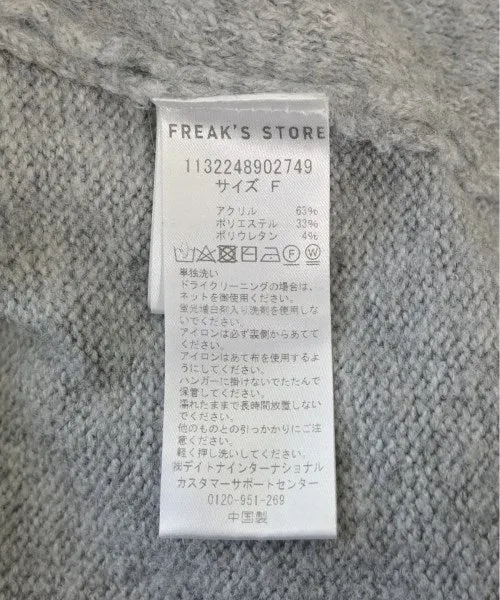 FREAK'S STORE
1132248902749
サイズ F
アクリル 63%
ポリエステル 33%
ポリウレタン 4%
単独洗い
ドライクリーニングの場合は、
ネットを御使用ください。
蛍光増白剤入り洗剤を使用しな
いでください。
アイロンは必ず裏側からあてて
ください。
アイロンはあて布を使用するよ
うにしてください。
ハンガーに掛けないでたたんで
保管してください。
濡れたままで長時間放置しない
でください。
他のものとの引っかかりにご注
意ください。
軽く押し洗いしてください。
㈱デイトナインターナショナル
カスタマーサポートセンター
0120-951-269
中国製